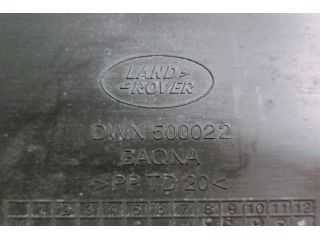 LAND>
-ROVER
DWN 500022
BAQNA
>PP TD 20<
1 2 3 4 5 6 7 8 9 10 11 12